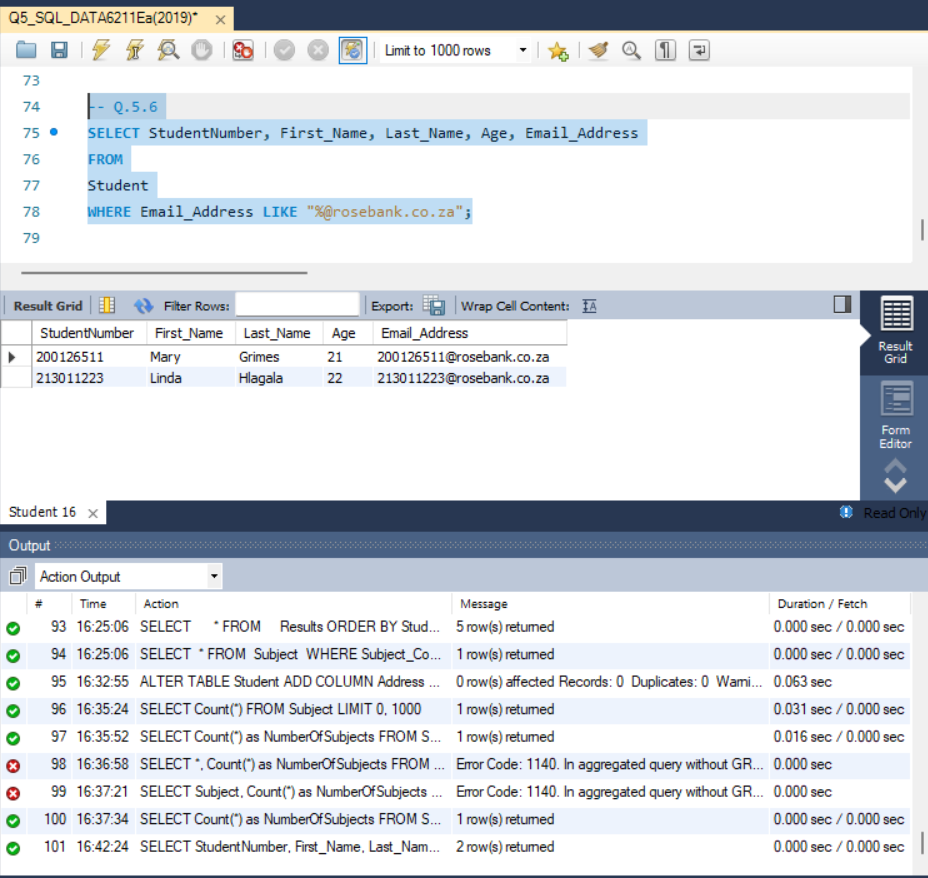 Q5_SQL_DATA6211Ea(2019)*
Limit to 1000 rows
73
74 -- Q.5.6
75 SELECT StudentNumber, First_Name, Last_Name, Age, Email_Address
76 FROM
77 Student
78 WHERE Email_Address LIKE "%@rosebank.co.za";
79
Result Grid Filter Rows: Export: Wrap Cell Content: IA
StudentNumber First_Name Last_Name Age Email_Address
200126511 Mary Grimes 21 200126511@rosebank.co.za
213011223 Linda Hlagala 22 213011223@rosebank.co.za
Result
Grid
Form
Editor
Student 16 Read Only
Output
Action Output
# Time Action Message Duration / Fetch
93 16:25:06 SELECT * FROM Results ORDER BY Stud... 5 row(s) returned 0.000 sec / 0.000 sec
94 16:25:06 SELECT * FROM Subject WHERE Subject_Co... 1 row(s) returned 0.000 sec / 0.000 sec
95 16:32:55 ALTER TABLE Student ADD COLUMN Address ... 0 row(s) affected Records: 0 Duplicates: 0 Warni... 0.063 sec
96 16:35:24 SELECT Count(*) FROM Subject LIMIT 0, 1000 1 row(s) returned 0.031 sec / 0.000 sec
97 16:35:52 SELECT Count(*) as NumberOfSubjects FROM S... 1 row(s) returned 0.016 sec / 0.000 sec
98 16:36:58 SELECT *, Count(*) as NumberOfSubjects FROM ... Error Code: 1140. In aggregated query without GR... 0.000 sec
99 16:37:21 SELECT Subject, Count(*) as NumberOfSubjects ... Error Code: 1140. In aggregated query without GR... 0.000 sec
100 16:37:34 SELECT Count(*) as NumberOfSubjects FROM S... 1 row(s) returned 0.000 sec / 0.000 sec
101 16:42:24 SELECT StudentNumber, First_Name, Last_Nam... 2 row(s) returned 0.000 sec / 0.000 sec